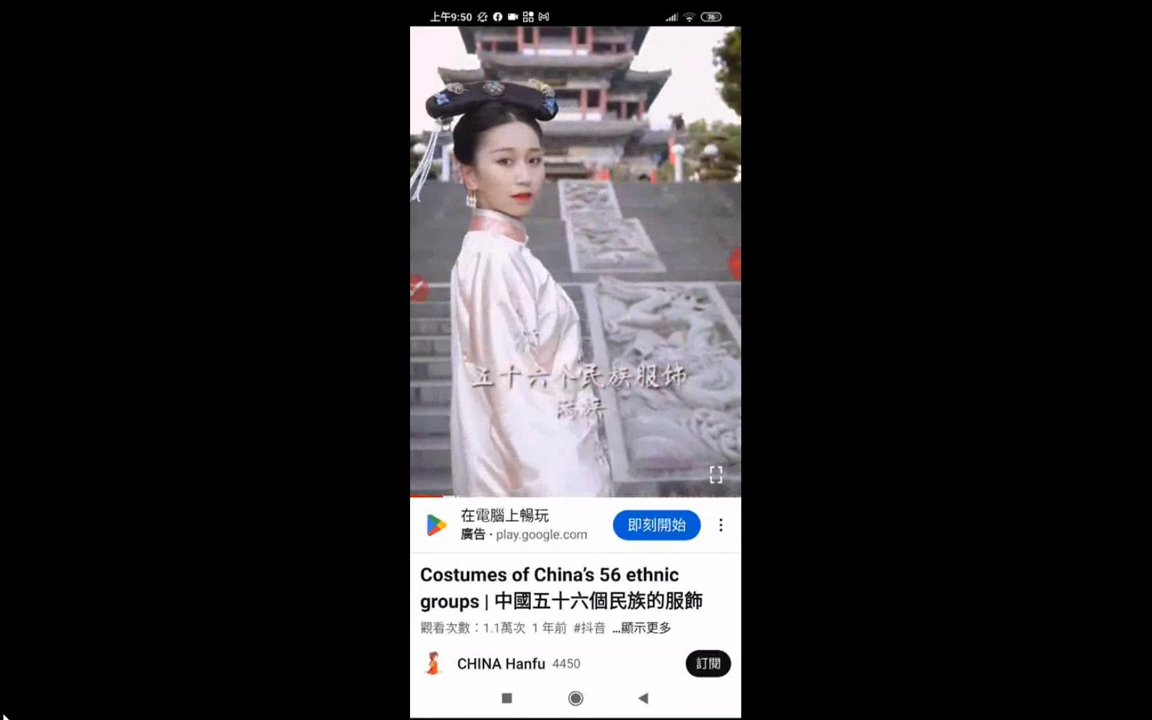 上午9:50
76
五十六个民族服饰
满族
在電腦上暢玩
廣告 · play.google.com
即刻開始
Costumes of China's 56 ethnic
groups | 中國五十六個民族的服飾
觀看次數：1.1萬次 1 年前 #抖音 ...顯示更多
CHINA Hanfu 4450
訂閱